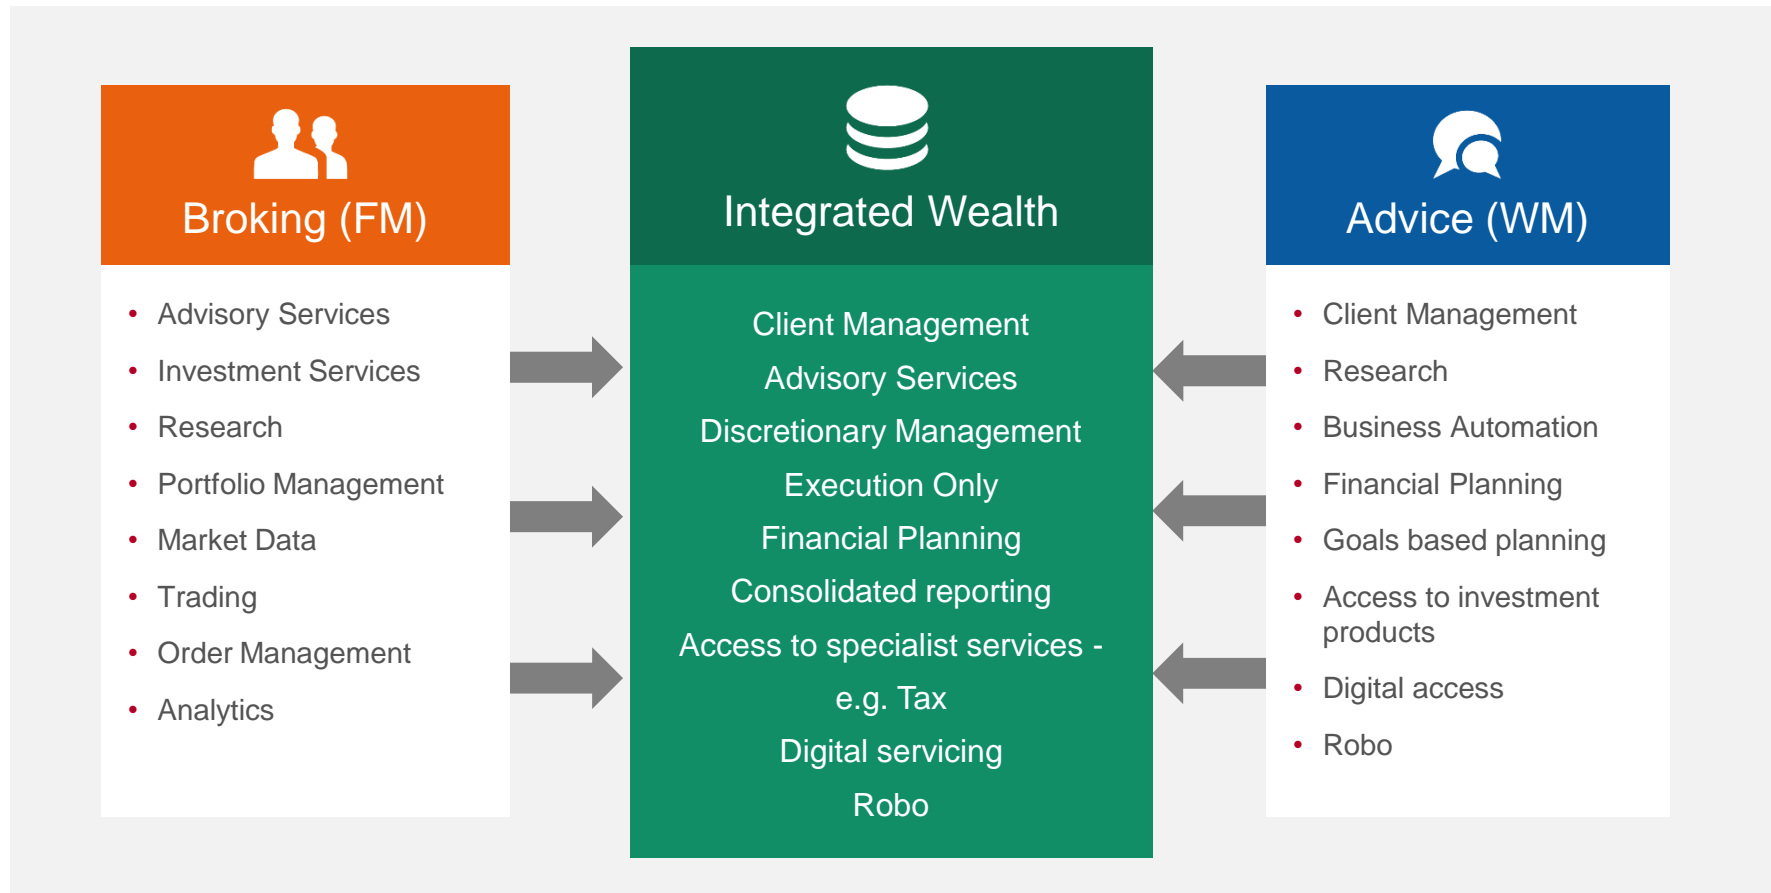 Broking (FM)
• Advisory Services
• Investment Services
• Research
• Portfolio Management
• Market Data
• Trading
• Order Management
• Analytics
Integrated Wealth
Client Management
Advisory Services
Discretionary Management
Execution Only
Financial Planning
Consolidated reporting
Access to specialist services -
e.g. Tax
Digital servicing
Robo
Advice (WM)
• Client Management
• Research
• Business Automation
• Financial Planning
• Goals based planning
• Access to investment
products
• Digital access
• Robo